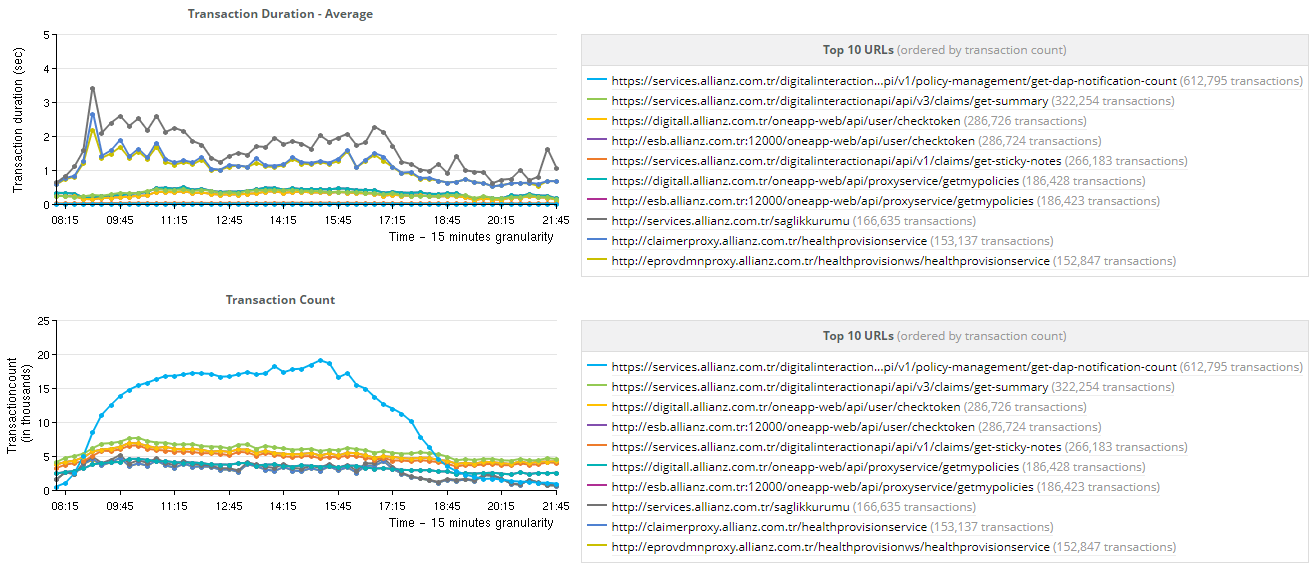 Transaction Duration - Average
Transaction duration (sec)
5
4
3
2
1
0
08:15 09:45 11:15 12:45 14:15 15:45 17:15 18:45 20:15 21:45
Time - 15 minutes granularity
Top 10 URLs (ordered by transaction count)
https://services.allianz.com.tr/digitalinteraction...pi/v1/policy-management/get-dap-notification-count (612,795 transactions)
https://services.allianz.com.tr/digitalinteractionapi/api/v3/claims/get-summary (322,254 transactions)
https://digitall.allianz.com.tr/oneapp-web/api/user/checktoken (286,726 transactions)
http://esb.allianz.com.tr:12000/oneapp-web/api/user/checktoken (286,724 transactions)
https://services.allianz.com.tr/digitalinteractionapi/api/v1/claims/get-sticky-notes (266,183 transactions)
https://digitall.allianz.com.tr/oneapp-web/api/proxyservice/getmypolicies (186,428 transactions)
http://esb.allianz.com.tr:12000/oneapp-web/api/proxyservice/getmypolicies (186,423 transactions)
http://services.allianz.com.tr/saglikkurumu (166,635 transactions)
http://claimerproxy.allianz.com.tr/healthprovisionservice (153,137 transactions)
http://eprovdmnproxy.allianz.com.tr/healthprovisionws/healthprovisionservice (152,847 transactions)
Transaction Count
Transactioncount
(in thousands)
25
20
15
10
5
0
08:15 09:45 11:15 12:45 14:15 15:45 17:15 18:45 20:15 21:45
Time - 15 minutes granularity
Top 10 URLs (ordered by transaction count)
https://services.allianz.com.tr/digitalinteraction...pi/v1/policy-management/get-dap-notification-count (612,795 transactions)
https://services.allianz.com.tr/digitalinteractionapi/api/v3/claims/get-summary (322,254 transactions)
https://digitall.allianz.com.tr/oneapp-web/api/user/checktoken (286,726 transactions)
http://esb.allianz.com.tr:12000/oneapp-web/api/user/checktoken (286,724 transactions)
https://services.allianz.com.tr/digitalinteractionapi/api/v1/claims/get-sticky-notes (266,183 transactions)
https://digitall.allianz.com.tr/oneapp-web/api/proxyservice/getmypolicies (186,428 transactions)
http://esb.allianz.com.tr:12000/oneapp-web/api/proxyservice/getmypolicies (186,423 transactions)
http://services.allianz.com.tr/saglikkurumu (166,635 transactions)
http://claimerproxy.allianz.com.tr/healthprovisionservice (153,137 transactions)
http://eprovdmnproxy.allianz.com.tr/healthprovisionws/healthprovisionservice (152,847 transactions)